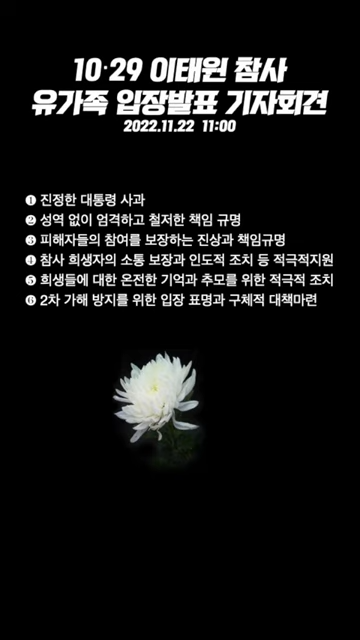 10·29 이태원 참사
유가족 입장발표 기자회견
2022.11.22 11:00
❶ 진정한 대통령 사과
❷ 성역 없이 엄격하고 철저한 책임 규명
❸ 피해자들의 참여를 보장하는 진상과 책임규명
❹ 참사 희생자의 소통 보장과 인도적 조치 등 적극적지원
❺ 희생들에 대한 온전한 기억과 추모를 위한 적극적 조치
❻ 2차 가해 방지를 위한 입장 표명과 구체적 대책마련